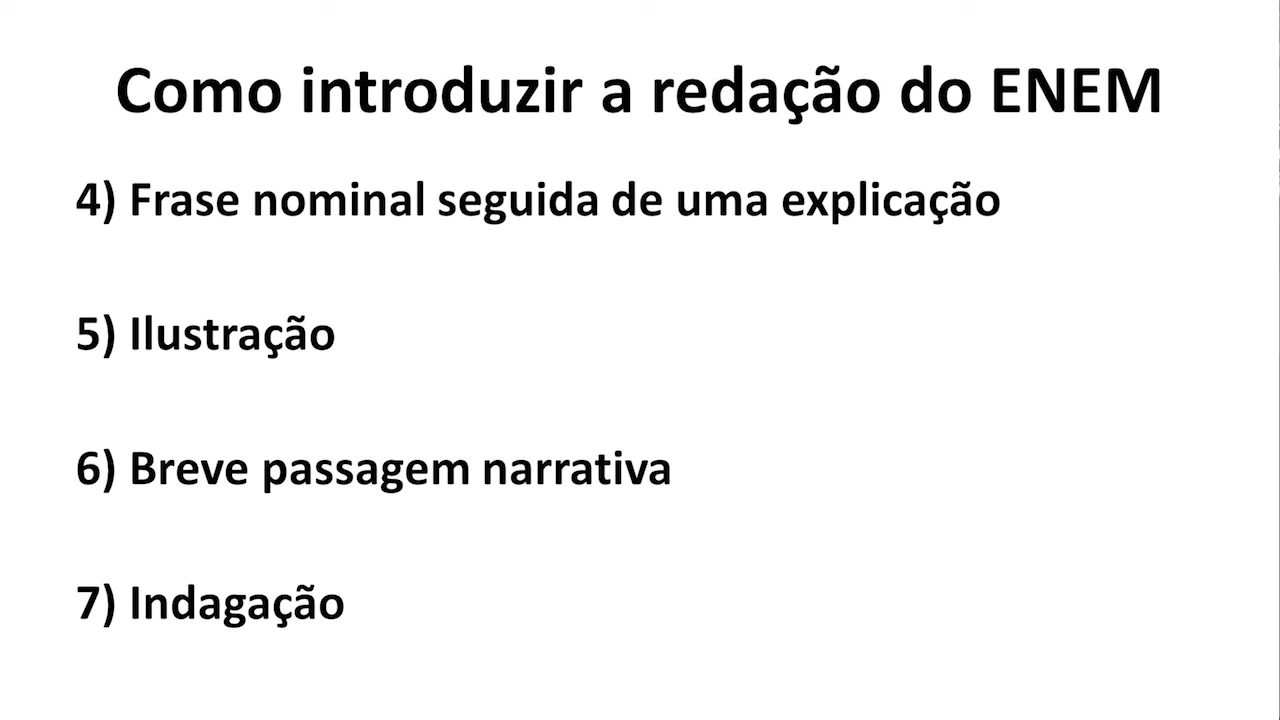 Como introduzir a redação do ENEM
4) Frase nominal seguida de uma explicação
5) Ilustração
6) Breve passagem narrativa
7) Indagação